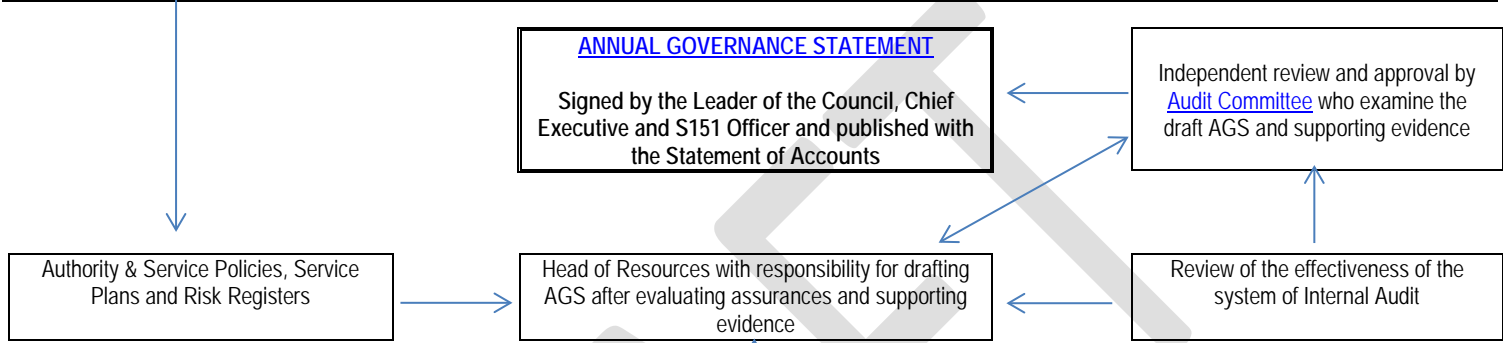 ANNUAL GOVERNANCE STATEMENT
Signed by the Leader of the Council, Chief
Executive and S151 Officer and published with
the Statement of Accounts
Independent review and approval by
Audit Committee who examine the
draft AGS and supporting evidence
Authority & Service Policies, Service
Plans and Risk Registers
Head of Resources with responsibility for drafting
AGS after evaluating assurances and supporting
evidence
Review of the effectiveness of the
system of Internal Audit